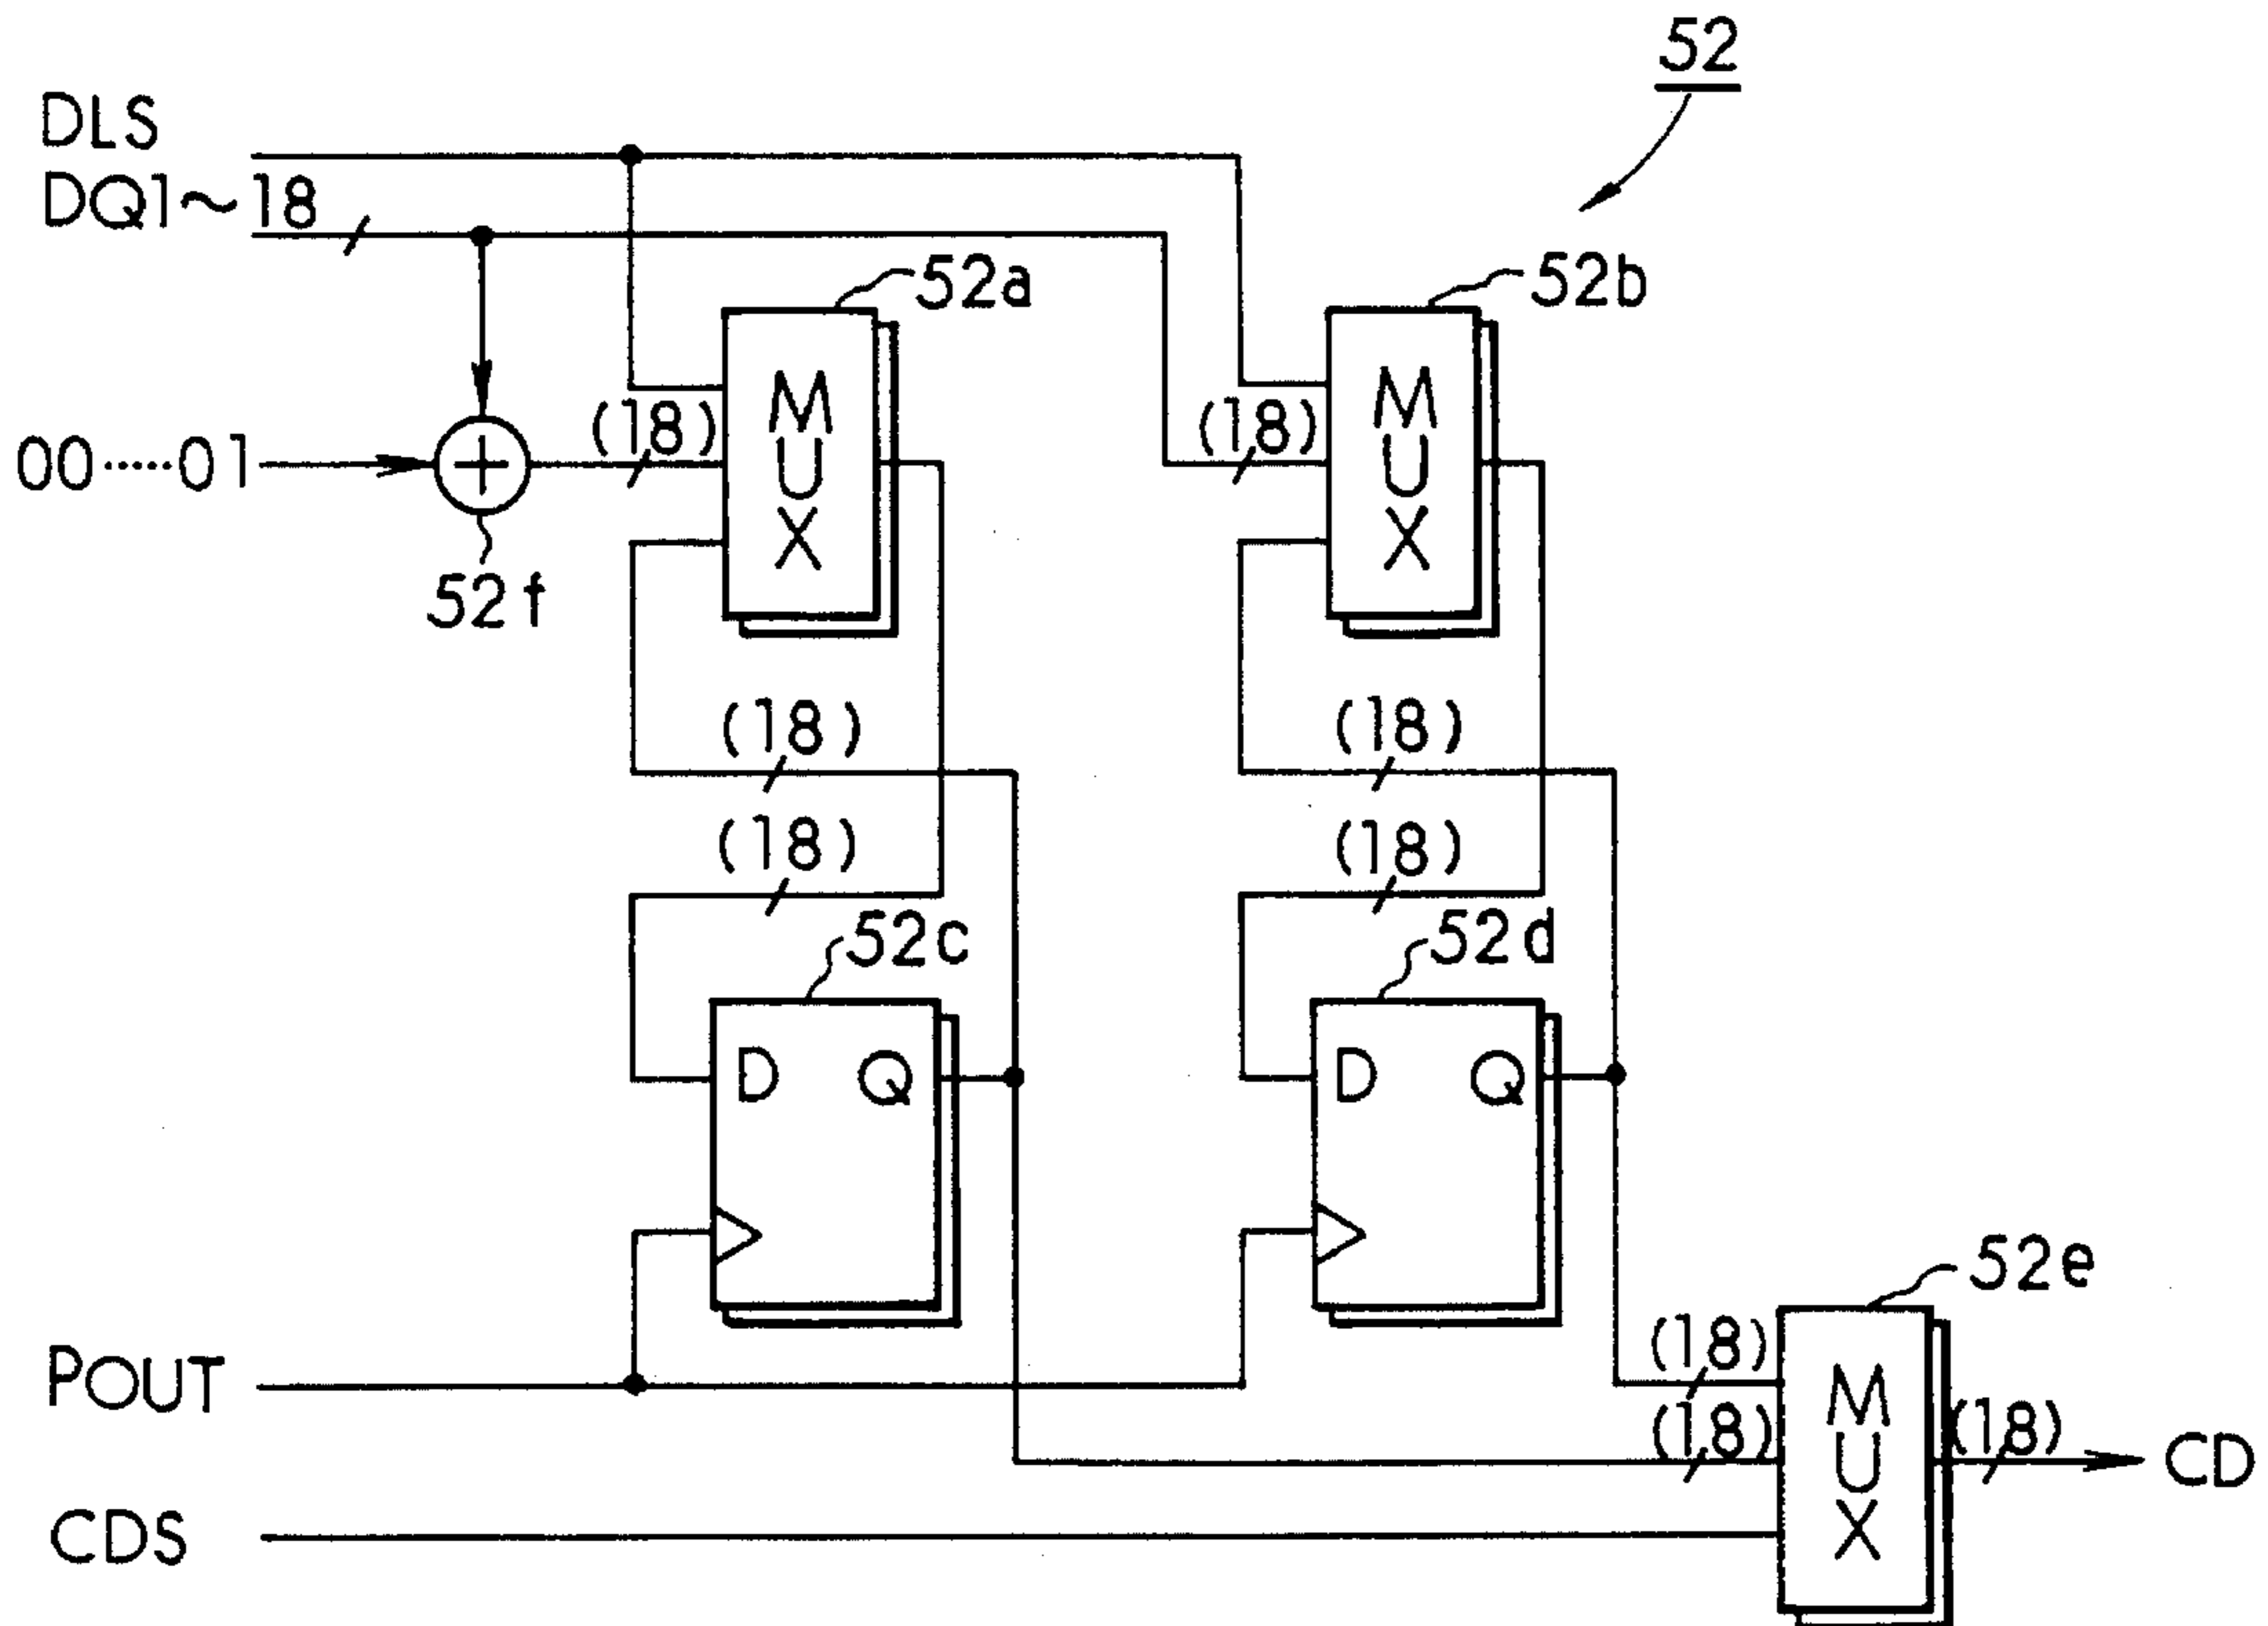 52
DLS
DQ1~18
52a
52b
(18)
(18)
MUX
MUX
00·····01
52f
(18)
(18)
(18)
(18)
52c
52d
D Q
D Q
52e
POUT
(18)
(18)
MUX
(18)
CD
CDS